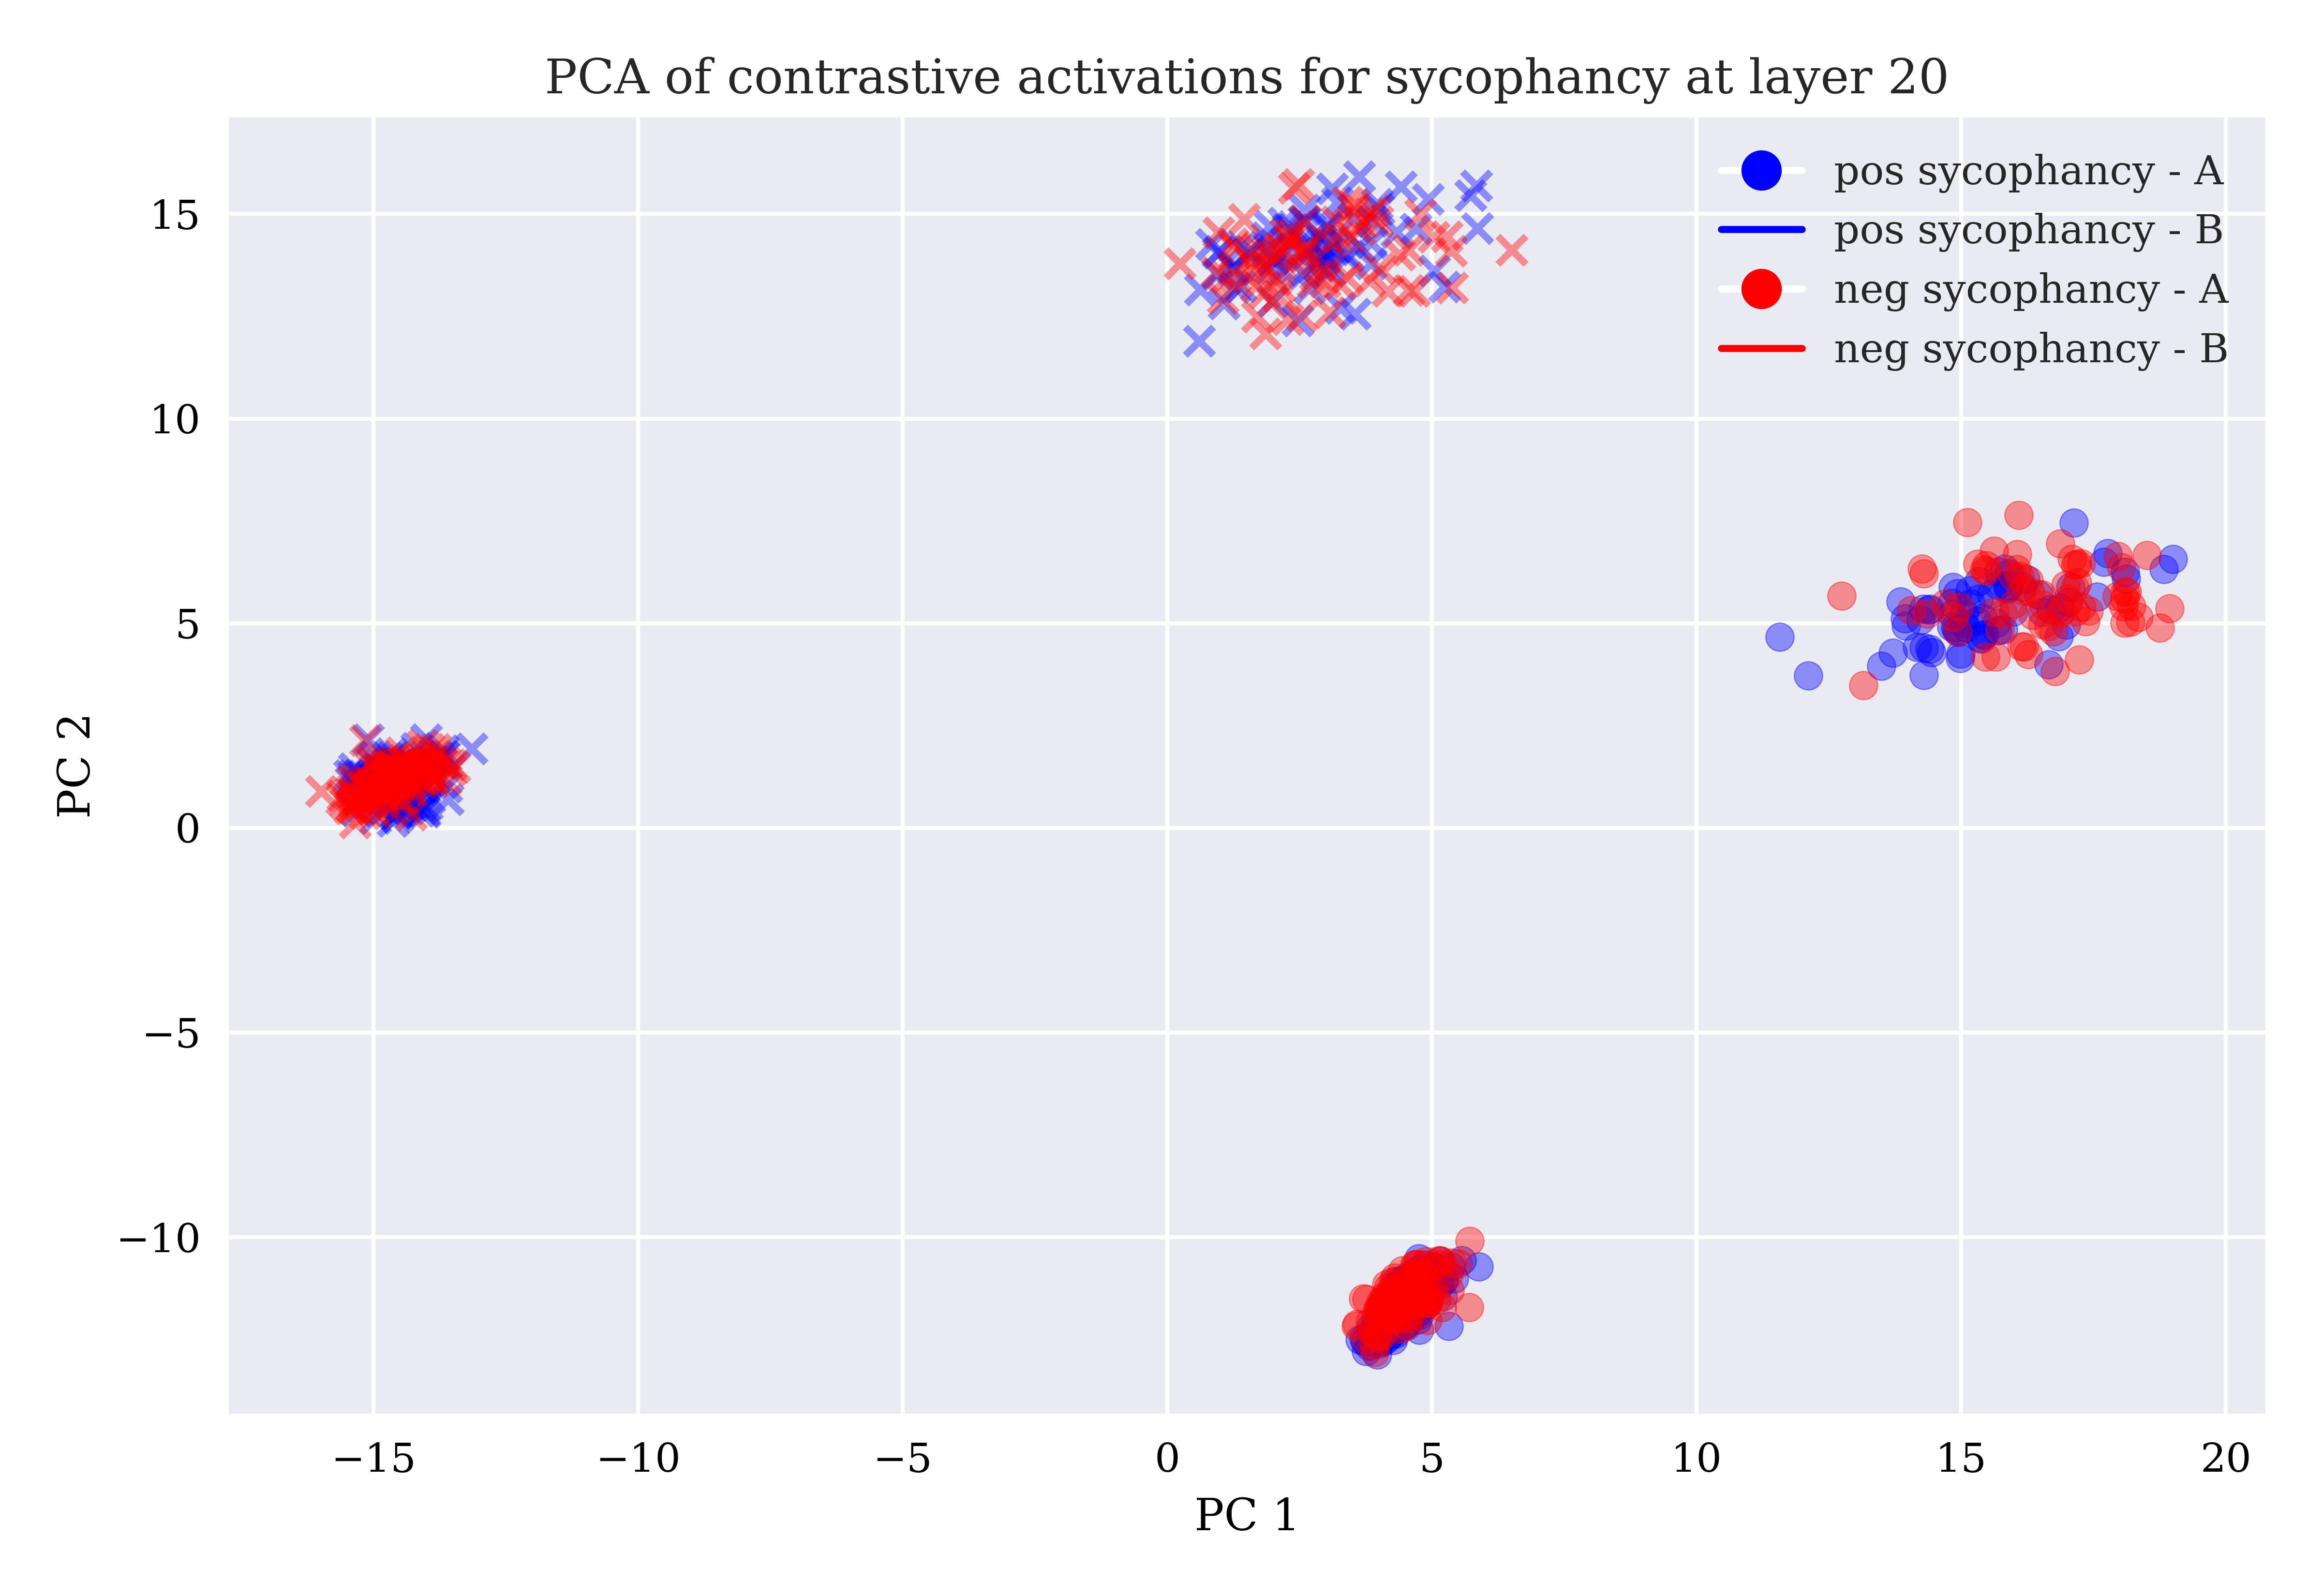 PCA of contrastive activations for sycophancy at layer 20
pos sycophancy - A
pos sycophancy - B
neg sycophancy - A
neg sycophancy - B
15
10
5
0
−5
−10
PC 2
−15
−10
−5
0
5
10
15
20
PC 1